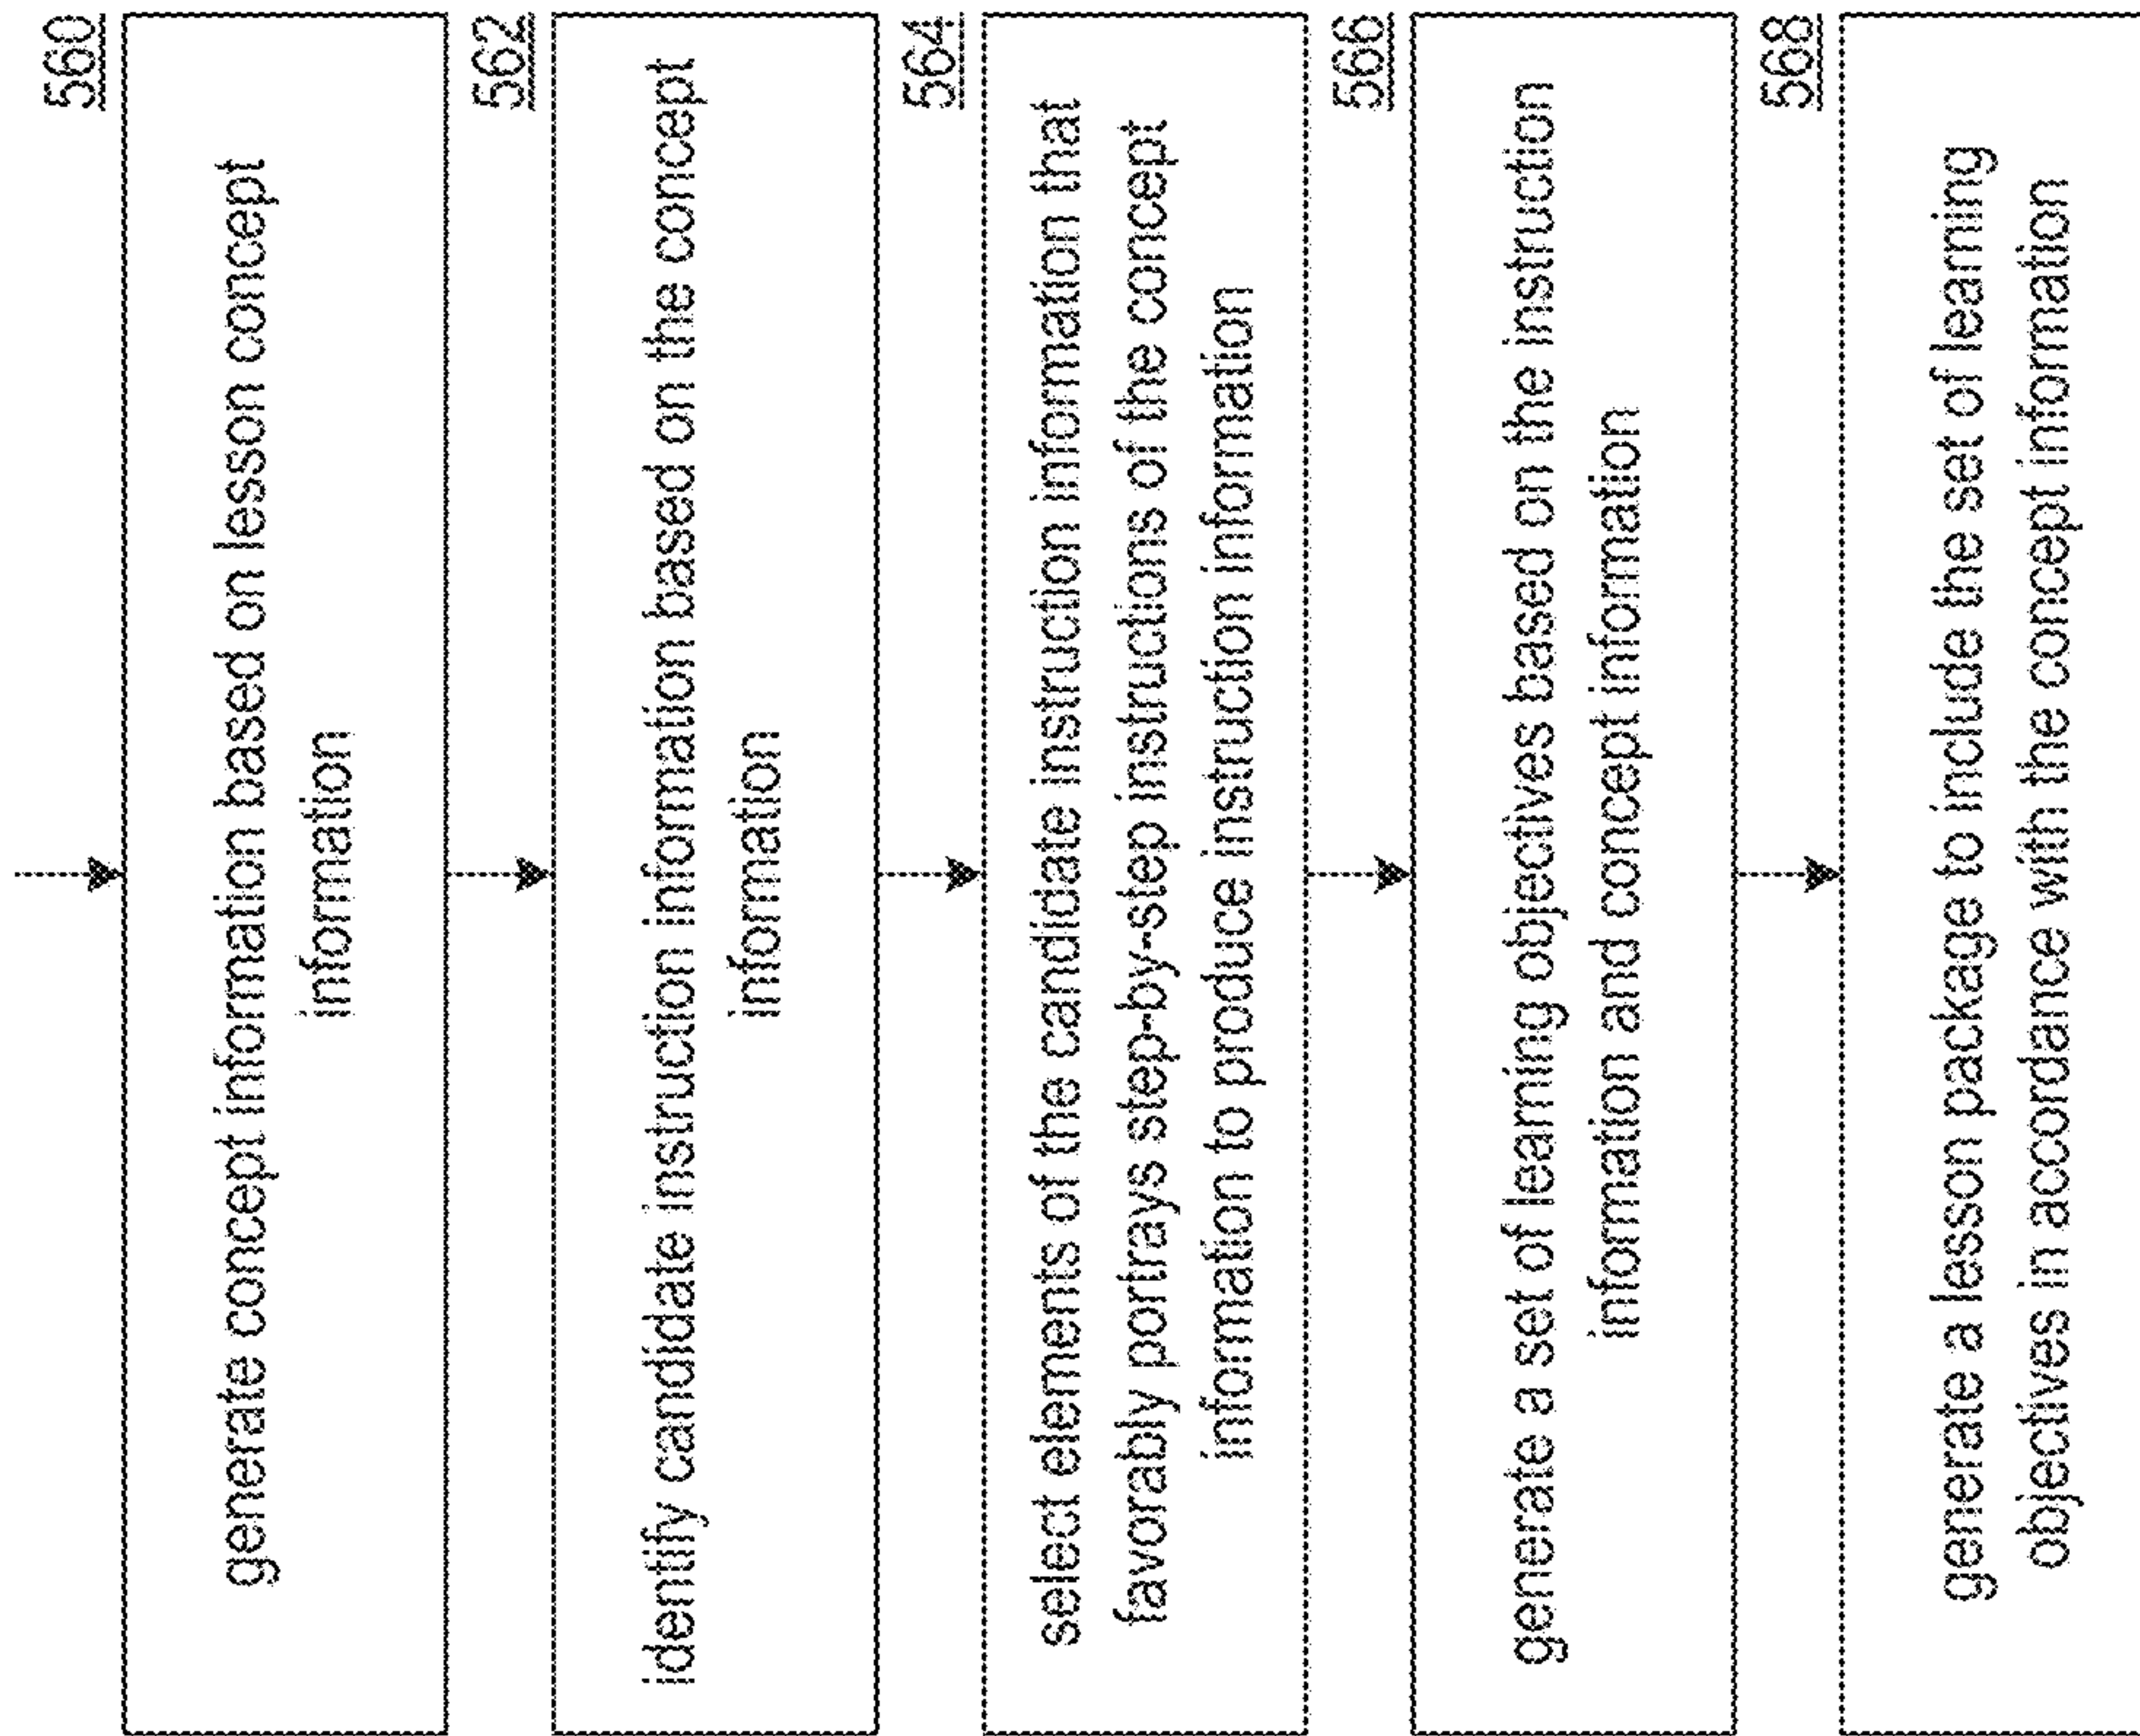 560
generate concept information based on lesson concept
information
562
identify candidate instruction information based on the concept
information
564
select elements of the candidate instruction information that
favorably portrays step-by-step instructions of the concept
information to produce instruction information
566
generate a set of learning objectives based on the instruction
information and concept information
568
generate a lesson package to include the set of learning
objectives in accordance with the concept information